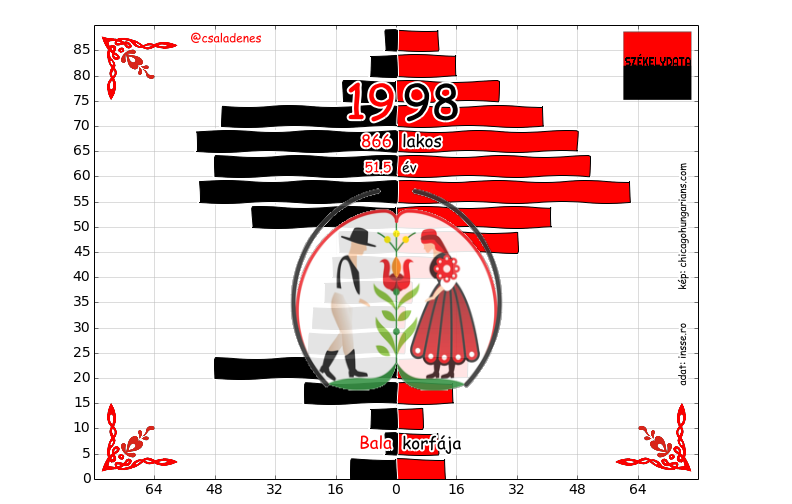 @csaladenes
SZÉKELYDATA
1998
866 lakos
51.5 év
Bala korfája
kép: chicagohungarians.com
adat: insse.ro
85
80
75
70
65
60
55
50
45
40
35
30
25
20
15
10
5
0
64 48 32 16 0 16 32 48 64